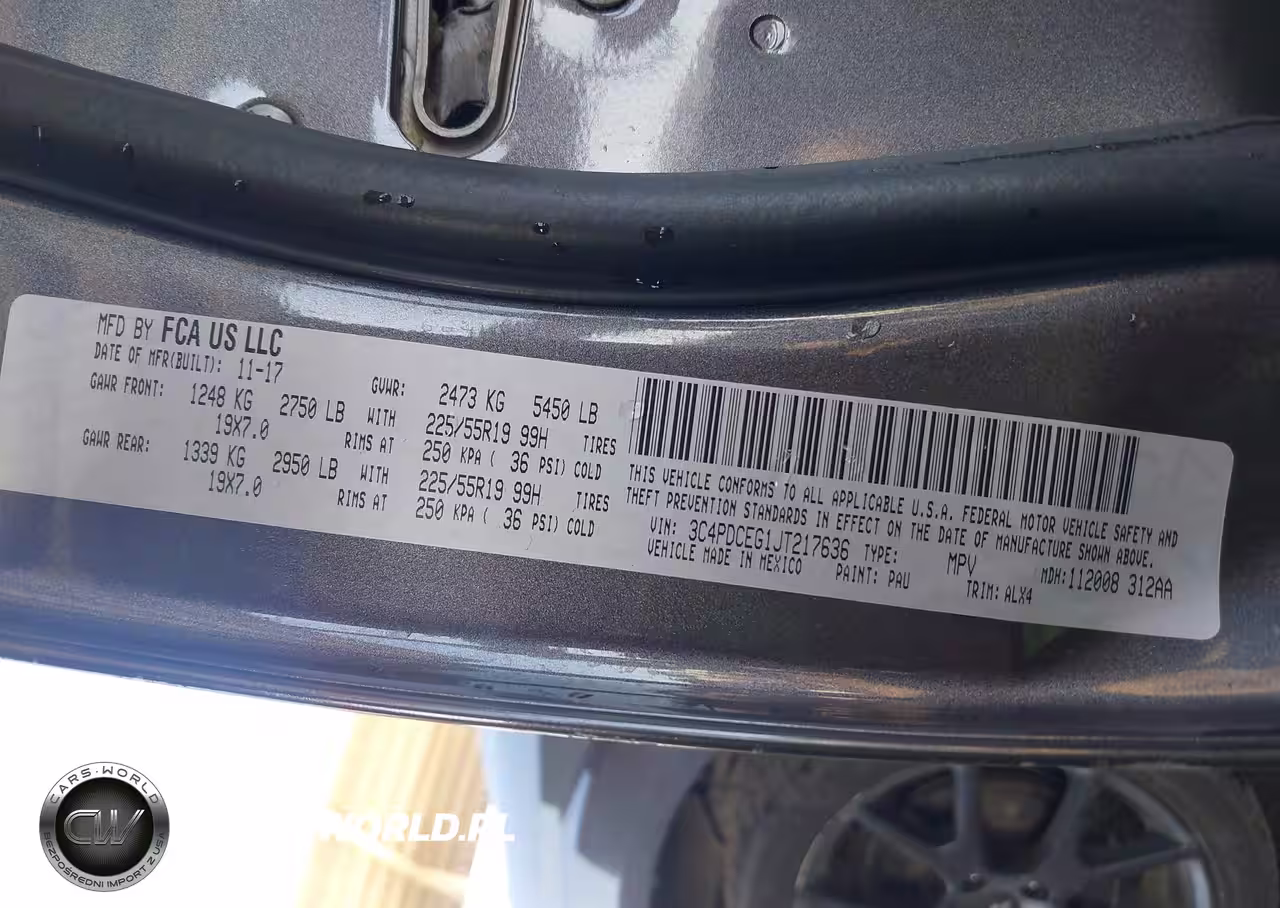 MFD BY FCA US LLC
DATE OF MFR(BUILT): 11-17
GVWR: 2473 KG 5450 LB
GAWR FRONT: 1248 KG 2750 LB WITH 225/55R19 99H TIRES
19X7.0 RIMS AT 250 KPA ( 36 PSI) COLD
GAWR REAR: 1339 KG 2950 LB WITH 225/55R19 99H TIRES
19X7.0 RIMS AT 250 KPA ( 36 PSI) COLD
THIS VEHICLE CONFORMS TO ALL APPLICABLE U.S.A. FEDERAL MOTOR VEHICLE SAFETY AND
THEFT PREVENTION STANDARDS IN EFFECT ON THE DATE OF MANUFACTURE SHOWN ABOVE.
VIN: 3C4PDCEG1JT217636 TYPE: MPV MDH:112008 312AA
VEHICLE MADE IN MEXICO PAINT: PAU TRIM: ALX4
CARS-WORLD
CW
BEZPOŚREDNI IMPORT Z USA
WORLD.PL